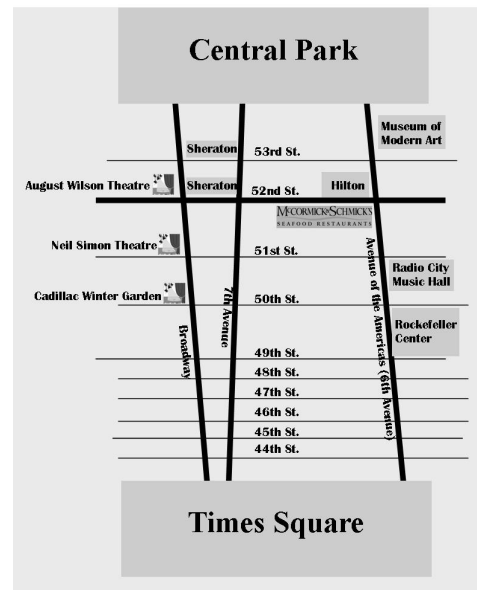 Central Park
Museum of
Modern Art
Sheraton
53rd St.
August Wilson Theatre
Sheraton
52nd St.
Hilton
McCORMICK & SCHMICK'S
SEAFOOD RESTAURANTS
Neil Simon Theatre
51st St.
Radio City
Music Hall
Cadillac Winter Garden
50th St.
7th Avenue
Avenue of the Americas (6th Avenue)
Broadway
Rockefeller
Center
49th St.
48th St.
47th St.
46th St.
45th St.
44th St.
Times Square